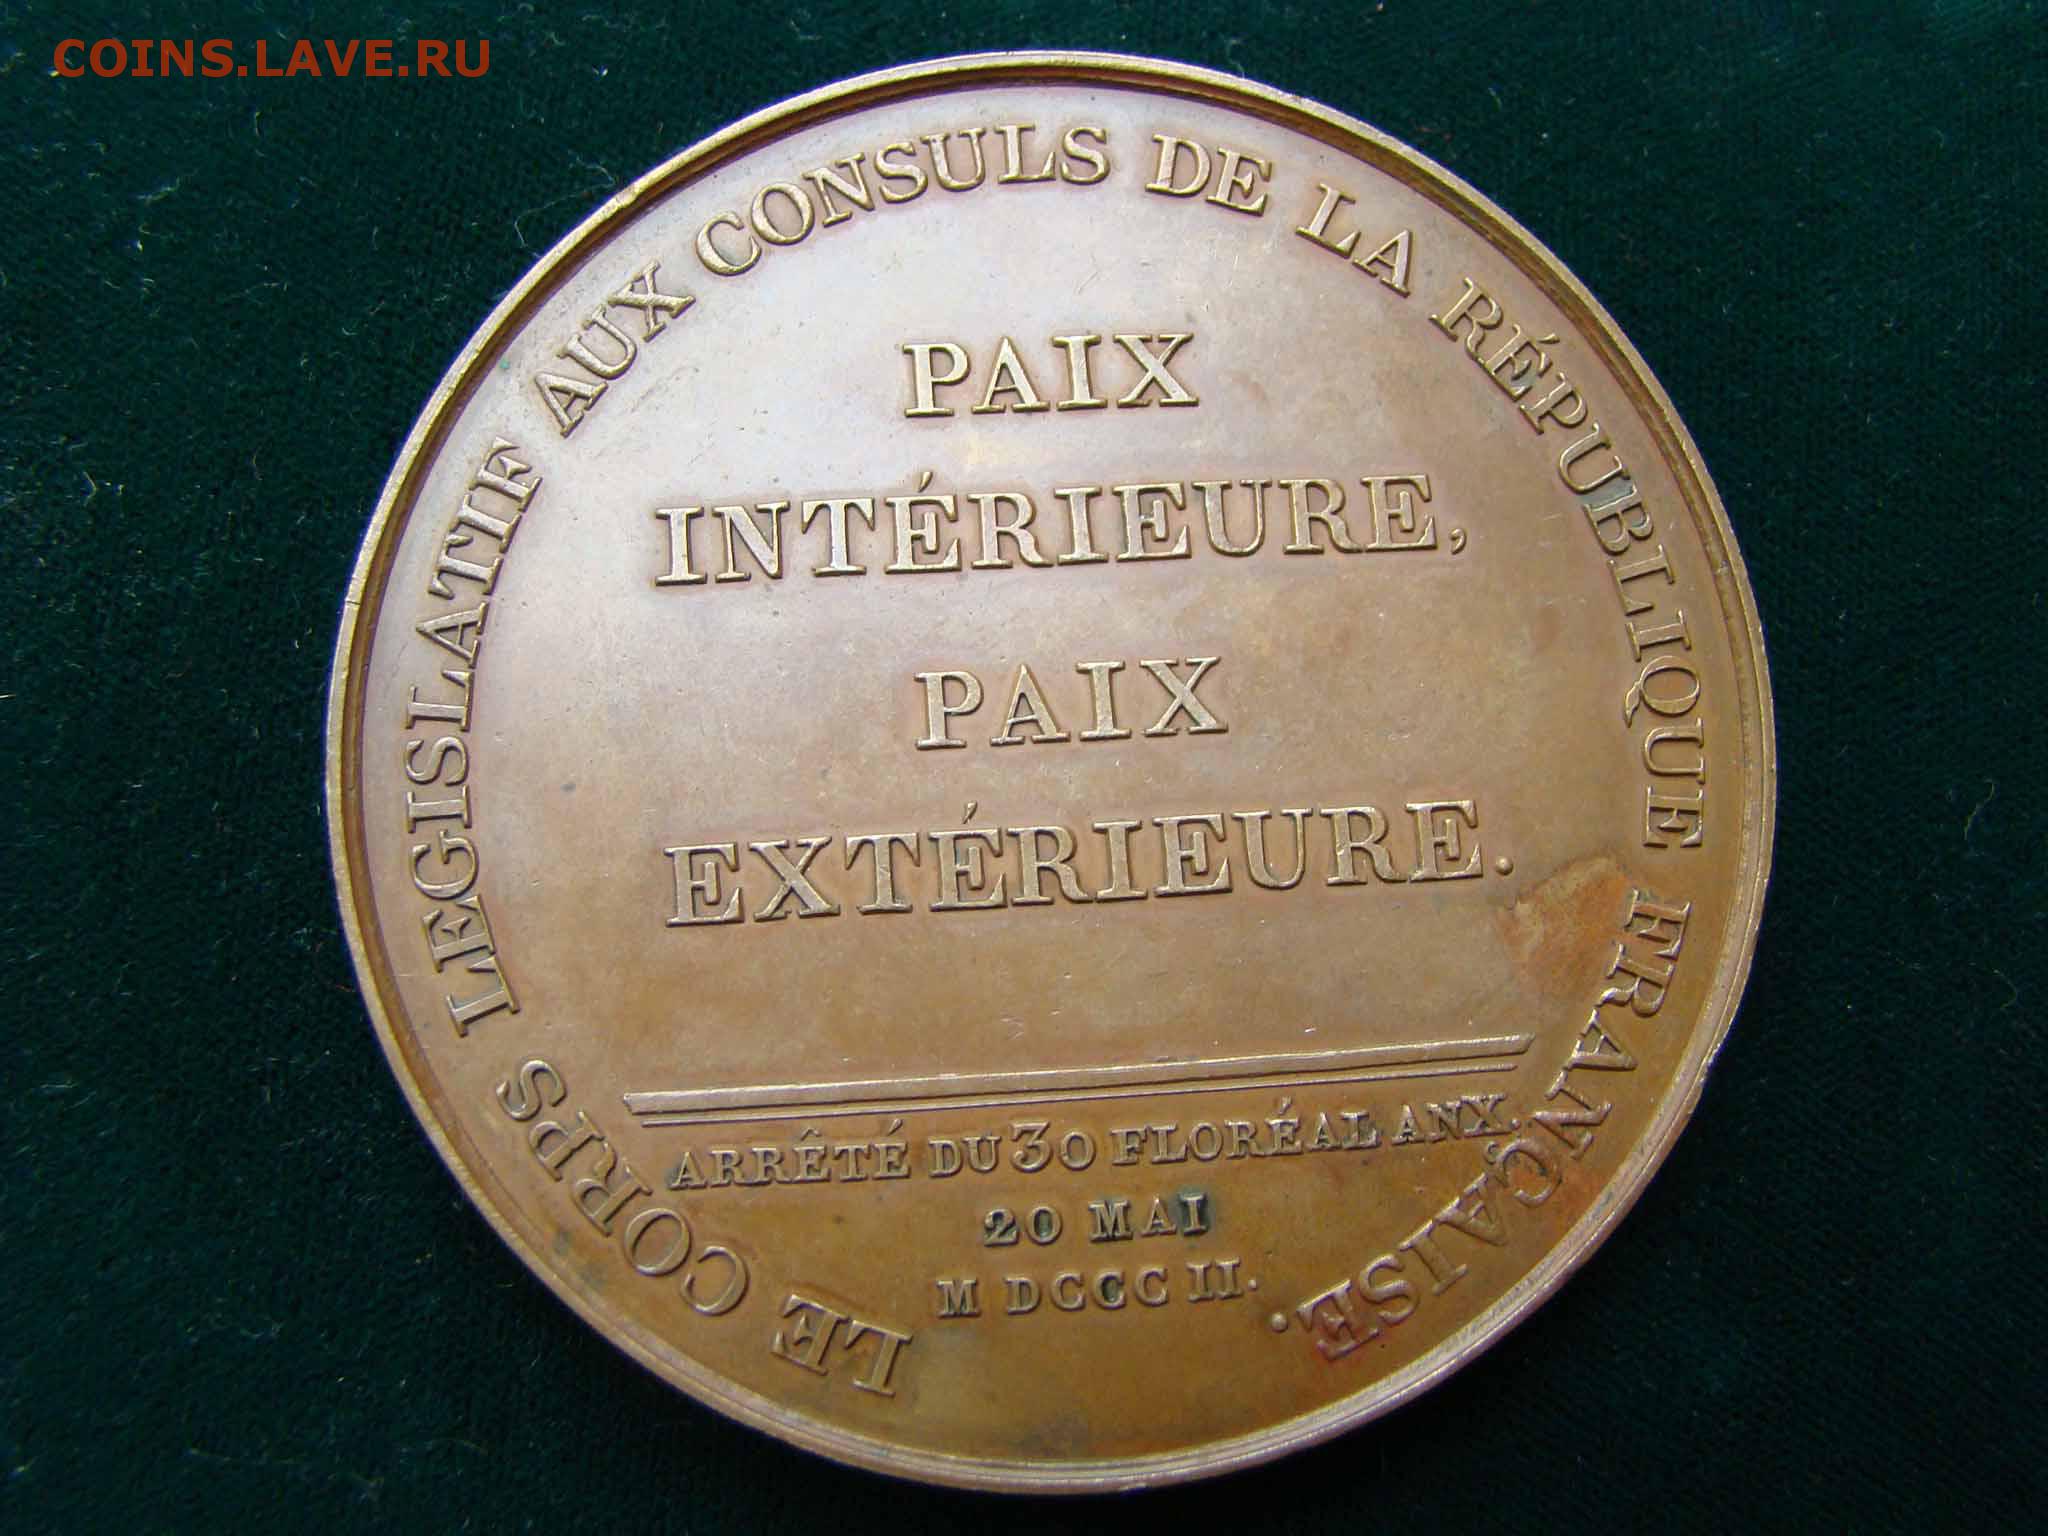 COINS.LAVE.RU
LE CORPS LEGISLATIF AUX CONSULS DE LA RÉPUBLIQUE FRANÇAISE.
PAIX
INTÉRIEURE,
PAIX
EXTÉRIEURE.
ARRÊTÉ DU 30 FLORÉAL AN X.
20 MAI
M DCCC II.